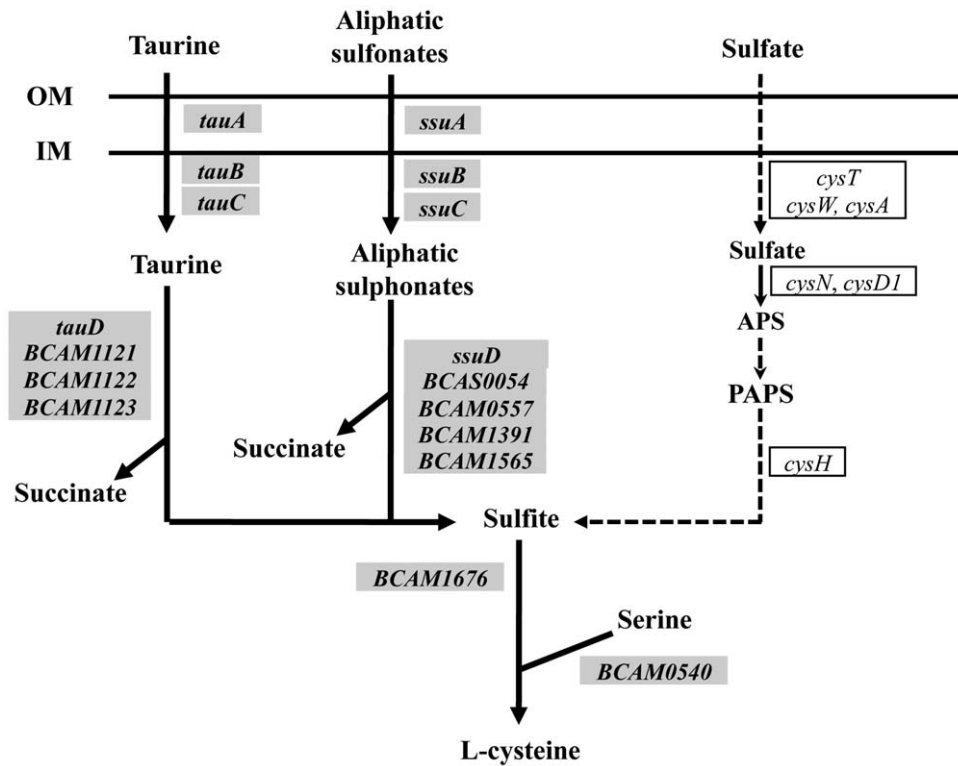 Taurine
Aliphatic
sulfonates
Sulfate
OM
tauA
ssuA
IM
tauB
tauC
ssuB
ssuC
cysT
cysW, cysA
Taurine
Aliphatic
sulphonates
Sulfate
cysN, cysD1
APS
tauD
BCAM1121
BCAM1122
BCAM1123
ssuD
BCAS0054
BCAM0557
BCAM1391
BCAM1565
PAPS
Succinate
Succinate
cysH
Sulfite
BCAM1676
Serine
BCAM0540
L-cysteine